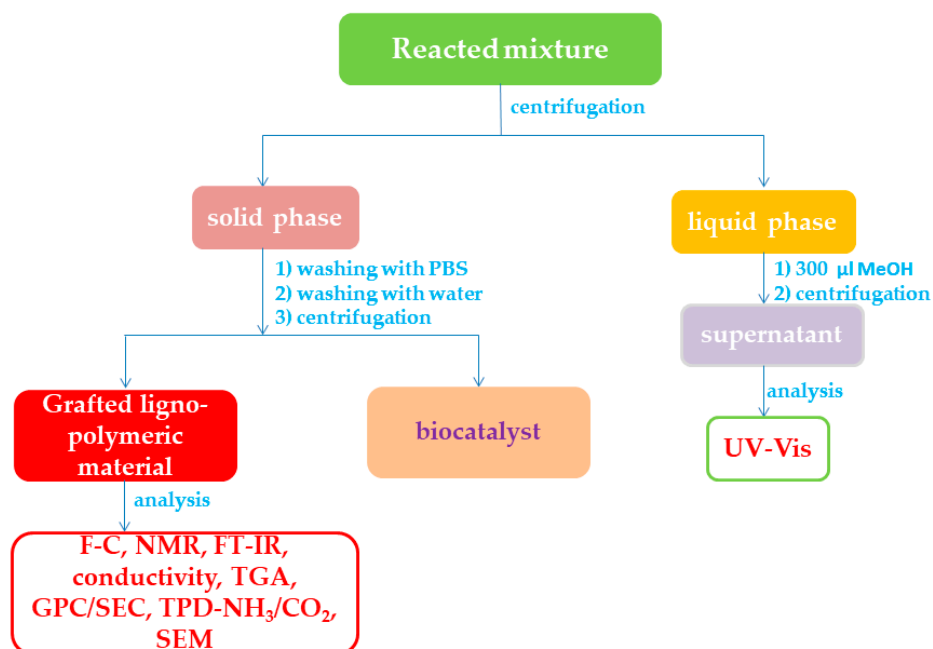 Reacted mixture
centrifugation
solid phase
liquid phase
1) washing with PBS
2) washing with water
3) centrifugation
1) 300 µl MeOH
2) centrifugation
supernatant
Grafted ligno-
polymeric
material
biocatalyst
analysis
UV-Vis
analysis
F-C, NMR, FT-IR,
conductivity, TGA,
GPC/SEC, TPD-NH₃/CO₂,
SEM